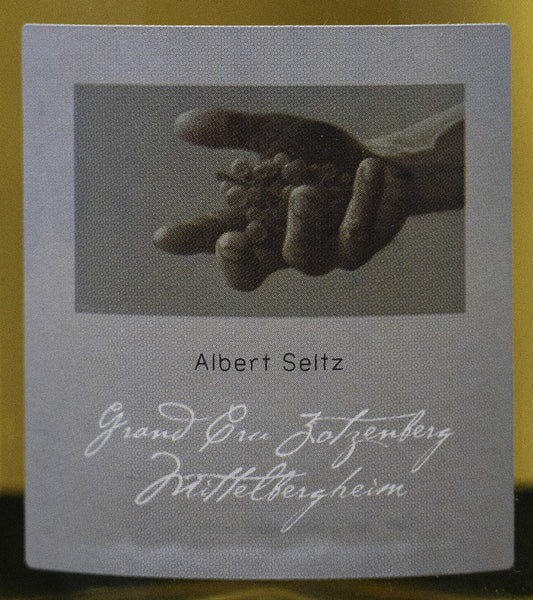 Albert Seltz
Grand Cru Zotzenberg
Mittelbergheim